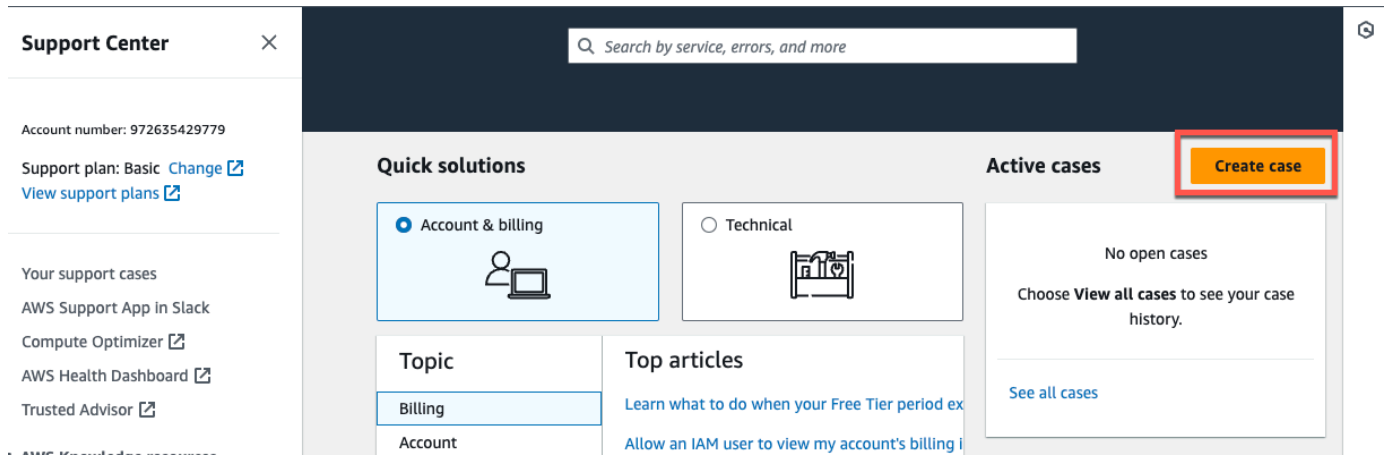 Support Center
Account number: 972635429779
Support plan: Basic Change
View support plans
Your support cases
AWS Support App in Slack
Compute Optimizer
AWS Health Dashboard
Trusted Advisor
AWS Knowledge resources
Search by service, errors, and more
Quick solutions
Account & billing
Technical
Topic
Billing
Account
Top articles
Learn what to do when your Free Tier period ex
Allow an IAM user to view my account's billing i
Active cases
Create case
No open cases
Choose View all cases to see your case
history.
See all cases